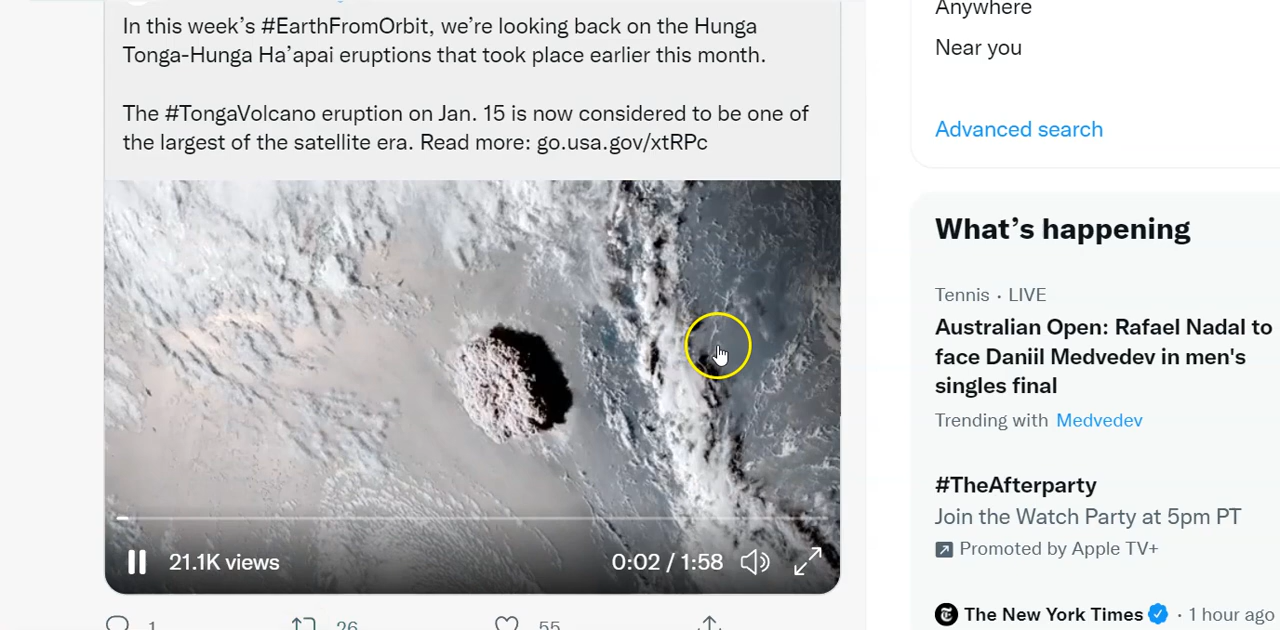 In this week’s #EarthFromOrbit, we’re looking back on the Hunga
Tonga-Hunga Ha’apai eruptions that took place earlier this month.
The #TongaVolcano eruption on Jan. 15 is now considered to be one of
the largest of the satellite era. Read more: go.usa.gov/xtRPc
21.1K views
0:02 / 1:58
1
26
55
Anywhere
Near you
Advanced search
What’s happening
Tennis · LIVE
Australian Open: Rafael Nadal to
face Daniil Medvedev in men's
singles final
Trending with Medvedev
#TheAfterparty
Join the Watch Party at 5pm PT
Promoted by Apple TV+
The New York Times · 1 hour ago